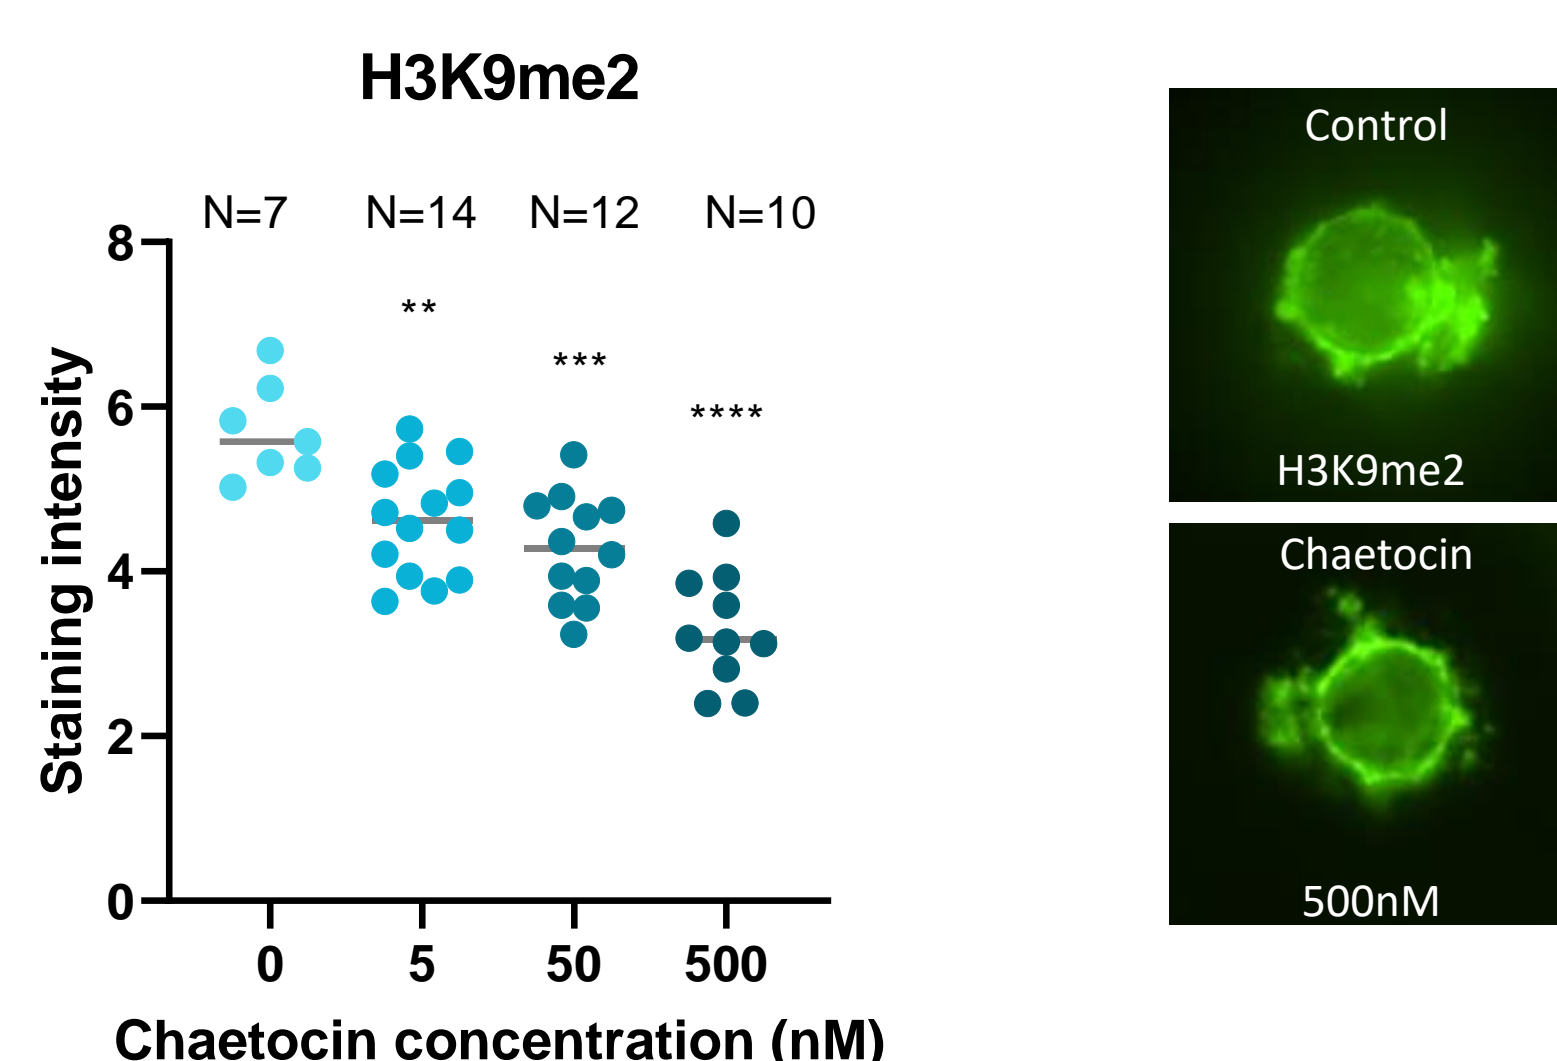 H3K9me2
N=7 N=14 N=12 N=10
8
**
***
6
****
4
2
0
Staining intensity
0 5 50 500
Chaetocin concentration (nM)
Control
H3K9me2
Chaetocin
500nM